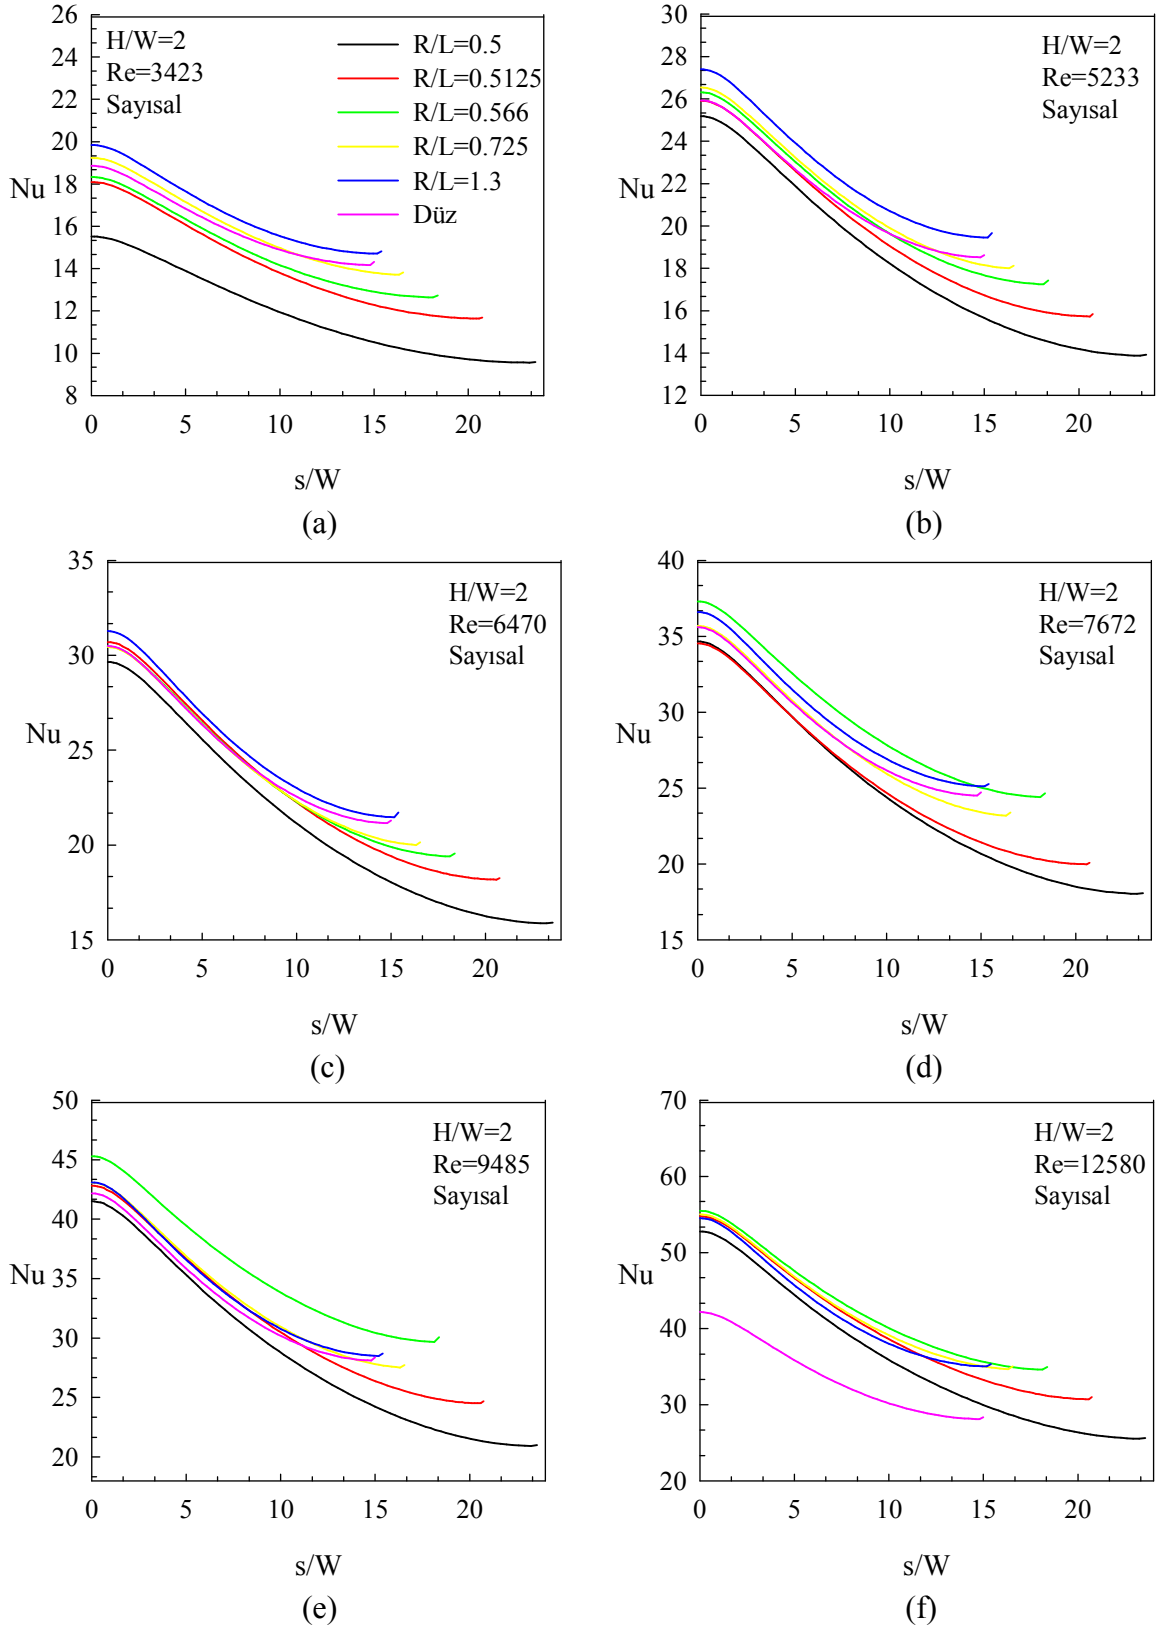 26
24
22
20
18
16
14
12
10
8
Nu
H/W=2
Re=3423
Sayısal
R/L=0.5
R/L=0.5125
R/L=0.566
R/L=0.725
R/L=1.3
Düz
0 5 10 15 20
s/W
(a)
30
28
26
24
22
20
18
16
14
12
Nu
H/W=2
Re=5233
Sayısal
0 5 10 15 20
s/W
(b)
35
30
25
20
15
Nu
H/W=2
Re=6470
Sayısal
0 5 10 15 20
s/W
(c)
40
35
30
25
20
15
Nu
H/W=2
Re=7672
Sayısal
0 5 10 15 20
s/W
(d)
50
45
40
35
30
25
20
Nu
H/W=2
Re=9485
Sayısal
0 5 10 15 20
s/W
(e)
70
60
50
40
30
20
Nu
H/W=2
Re=12580
Sayısal
0 5 10 15 20
s/W
(f)